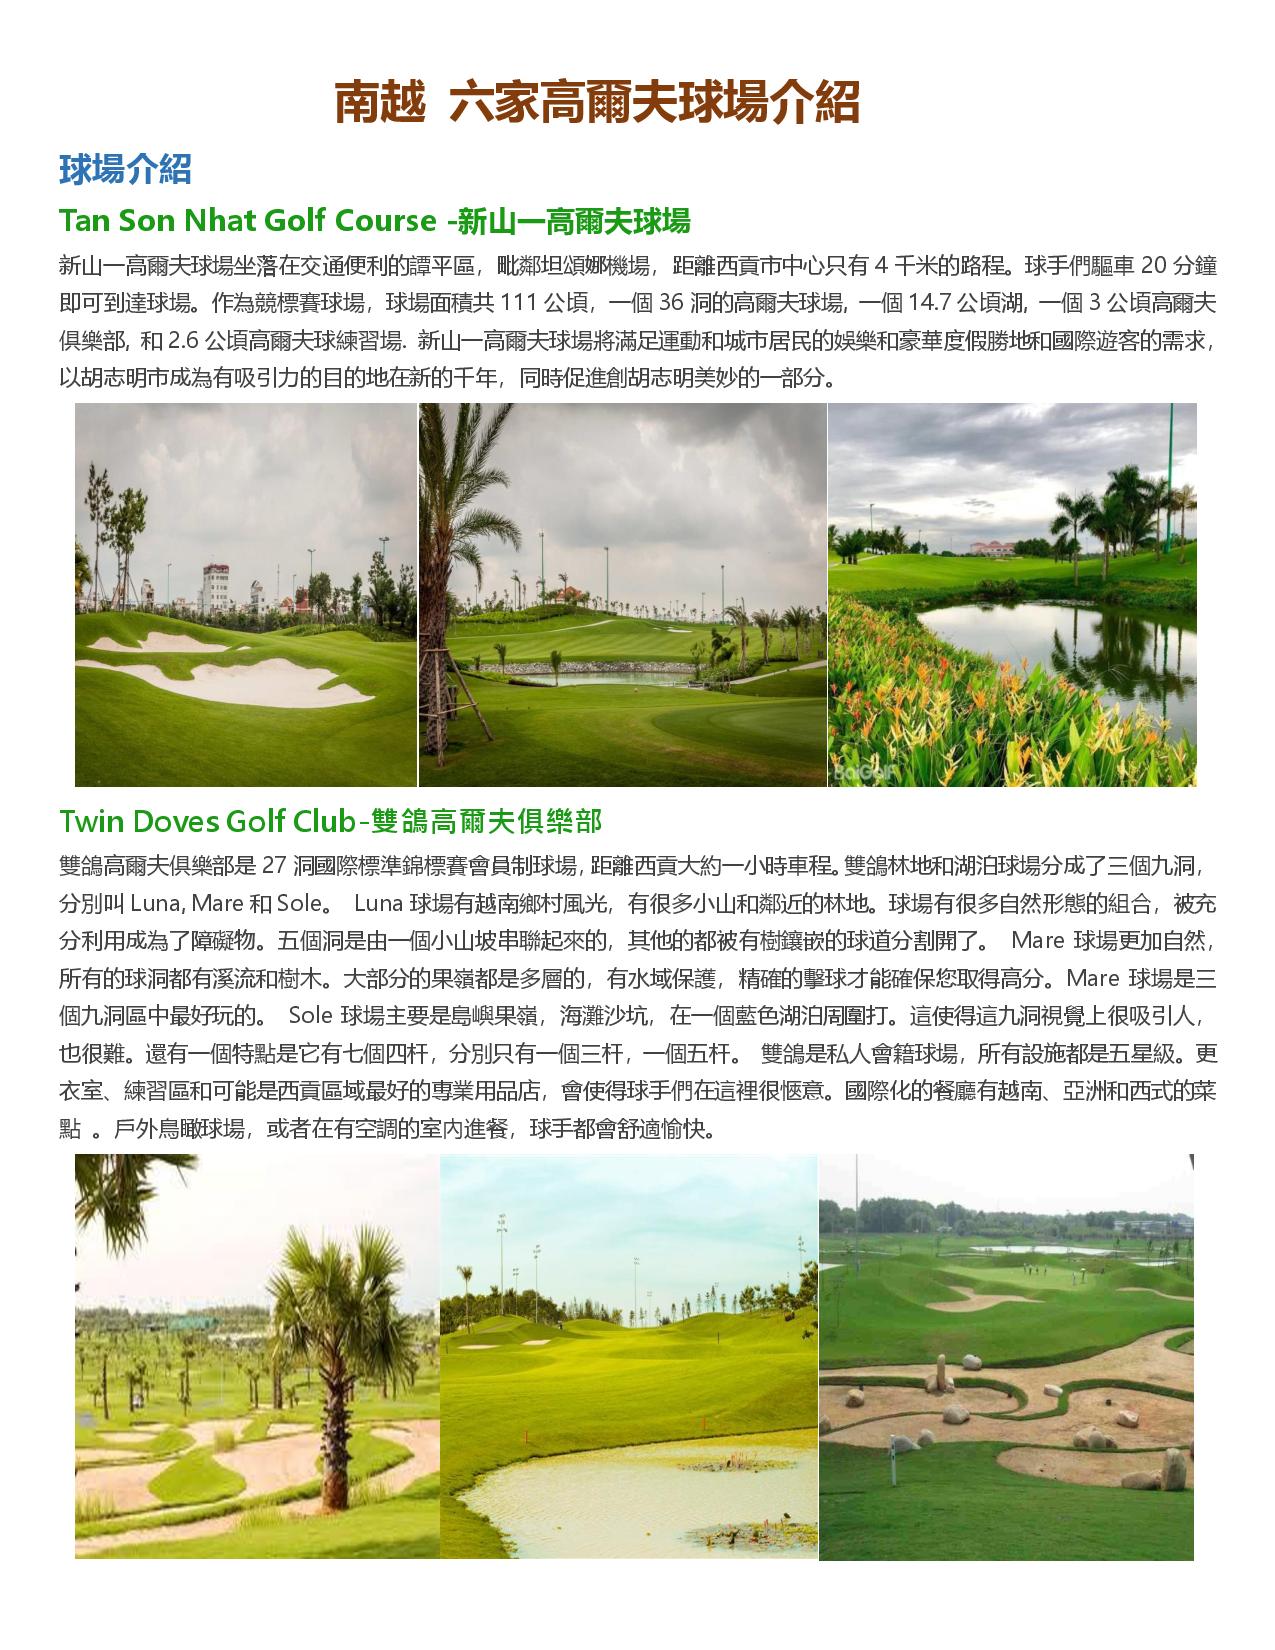 南越 六家高爾夫球場介紹
球場介紹
Tan Son Nhat Golf Course -新山一高爾夫球場
新山一高爾夫球場坐落在交通便利的譚平區，毗鄰坦頌娜機場，距離西貢市中心只有 4 千米的路程。球手們驅車 20 分鐘
即可到達球場。作為競標賽球場，球場面積共 111 公頃，一個 36 洞的高爾夫球場, 一個 14.7 公頃湖, 一個 3 公頃高爾夫
俱樂部, 和 2.6 公頃高爾夫球練習場. 新山一高爾夫球場將滿足運動和城市居民的娛樂和豪華度假勝地和國際遊客的需求，
以胡志明市成為有吸引力的目的地在新的千年，同時促進創胡志明美妙的一部分。
BaiGolf
Twin Doves Golf Club-雙鴿高爾夫俱樂部
雙鴿高爾夫俱樂部是 27 洞國際標準錦標賽會員制球場，距離西貢大約一小時車程。雙鴿林地和湖泊球場分成了三個九洞，
分別叫 Luna, Mare 和 Sole。 Luna 球場有越南鄉村風光，有很多小山和鄰近的林地。球場有很多自然形態的組合，被充
分利用成為了障礙物。五個洞是由一個小山坡串聯起來的，其他的都被有樹鑲嵌的球道分割開了。 Mare 球場更加自然，
所有的球洞都有溪流和樹木。大部分的果嶺都是多層的，有水域保護，精確的擊球才能確保您取得高分。Mare 球場是三
個九洞區中最好玩的。 Sole 球場主要是島嶼果嶺，海灘沙坑，在一個藍色湖泊周圍打。這使得這九洞視覺上很吸引人，
也很難。還有一個特點是它有七個四杆，分別只有一個三杆，一個五杆。 雙鴿是私人會籍球場，所有設施都是五星級。更
衣室、練習區和可能是西貢區域最好的專業用品店，會使得球手們在這裡很愜意。國際化的餐廳有越南、亞洲和西式的菜
點 。戶外鳥瞰球場，或者在有空調的室內進餐，球手都會舒適愉快。